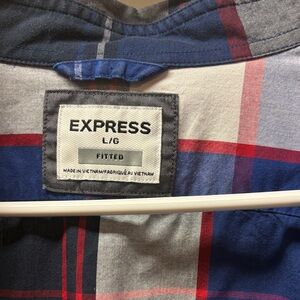 EXPRESS
L/G
FITTED
MADE IN VIETNAM/FABRIQUÉ AU VIETNAM